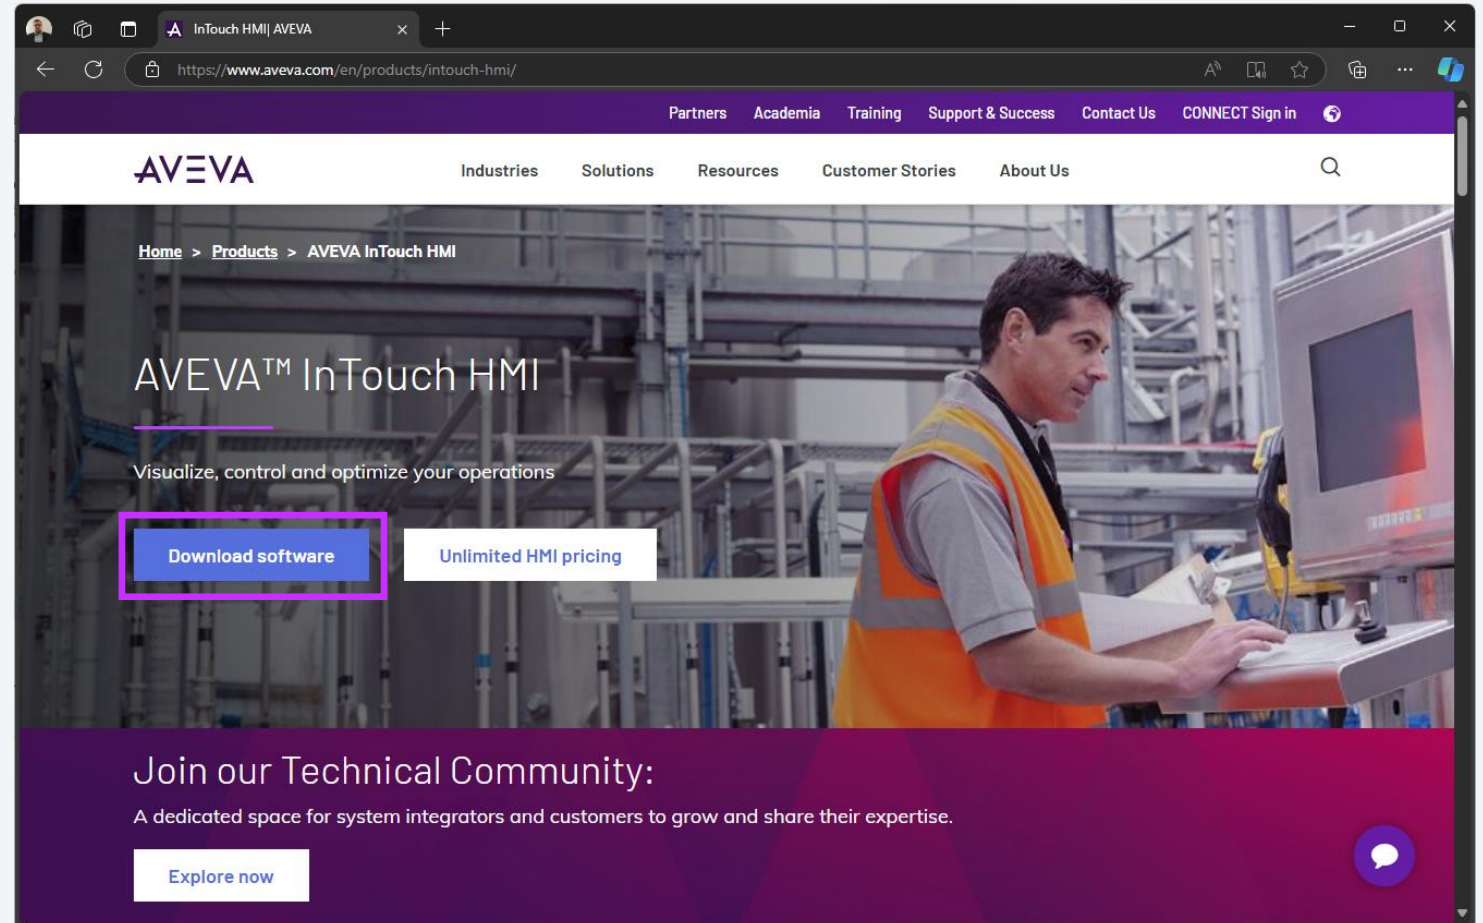 InTouch HMI| AVEVA
https://www.aveva.com/en/products/intouch-hmi/
Partners Academia Training Support & Success Contact Us CONNECT Sign in
AVEVA Industries Solutions Resources Customer Stories About Us
Home > Products > AVEVA InTouch HMI
AVEVA™ InTouch HMI
Visualize, control and optimize your operations
Download software Unlimited HMI pricing
Join our Technical Community:
A dedicated space for system integrators and customers to grow and share their expertise.
Explore now